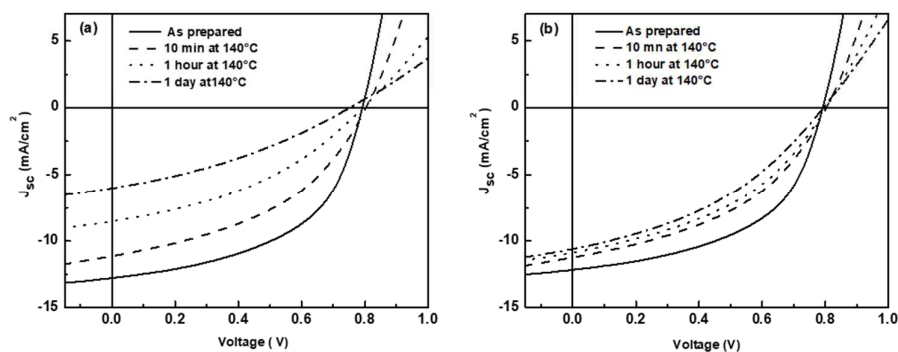 (a)
As prepared
10 min at 140°C
1 hour at 140°C
1 day at140°C
5
0
-5
-10
-15
J_sc (mA/cm²)
0.0 0.2 0.4 0.6 0.8 1.0
Voltage ( V)
(b)
As prepared
10 mn at 140°C
1 hour at 140°C
1 day at 140°C
5
0
-5
-10
-15
J_sc (mA/cm²)
0.0 0.2 0.4 0.6 0.8 1.0
Voltage (V)